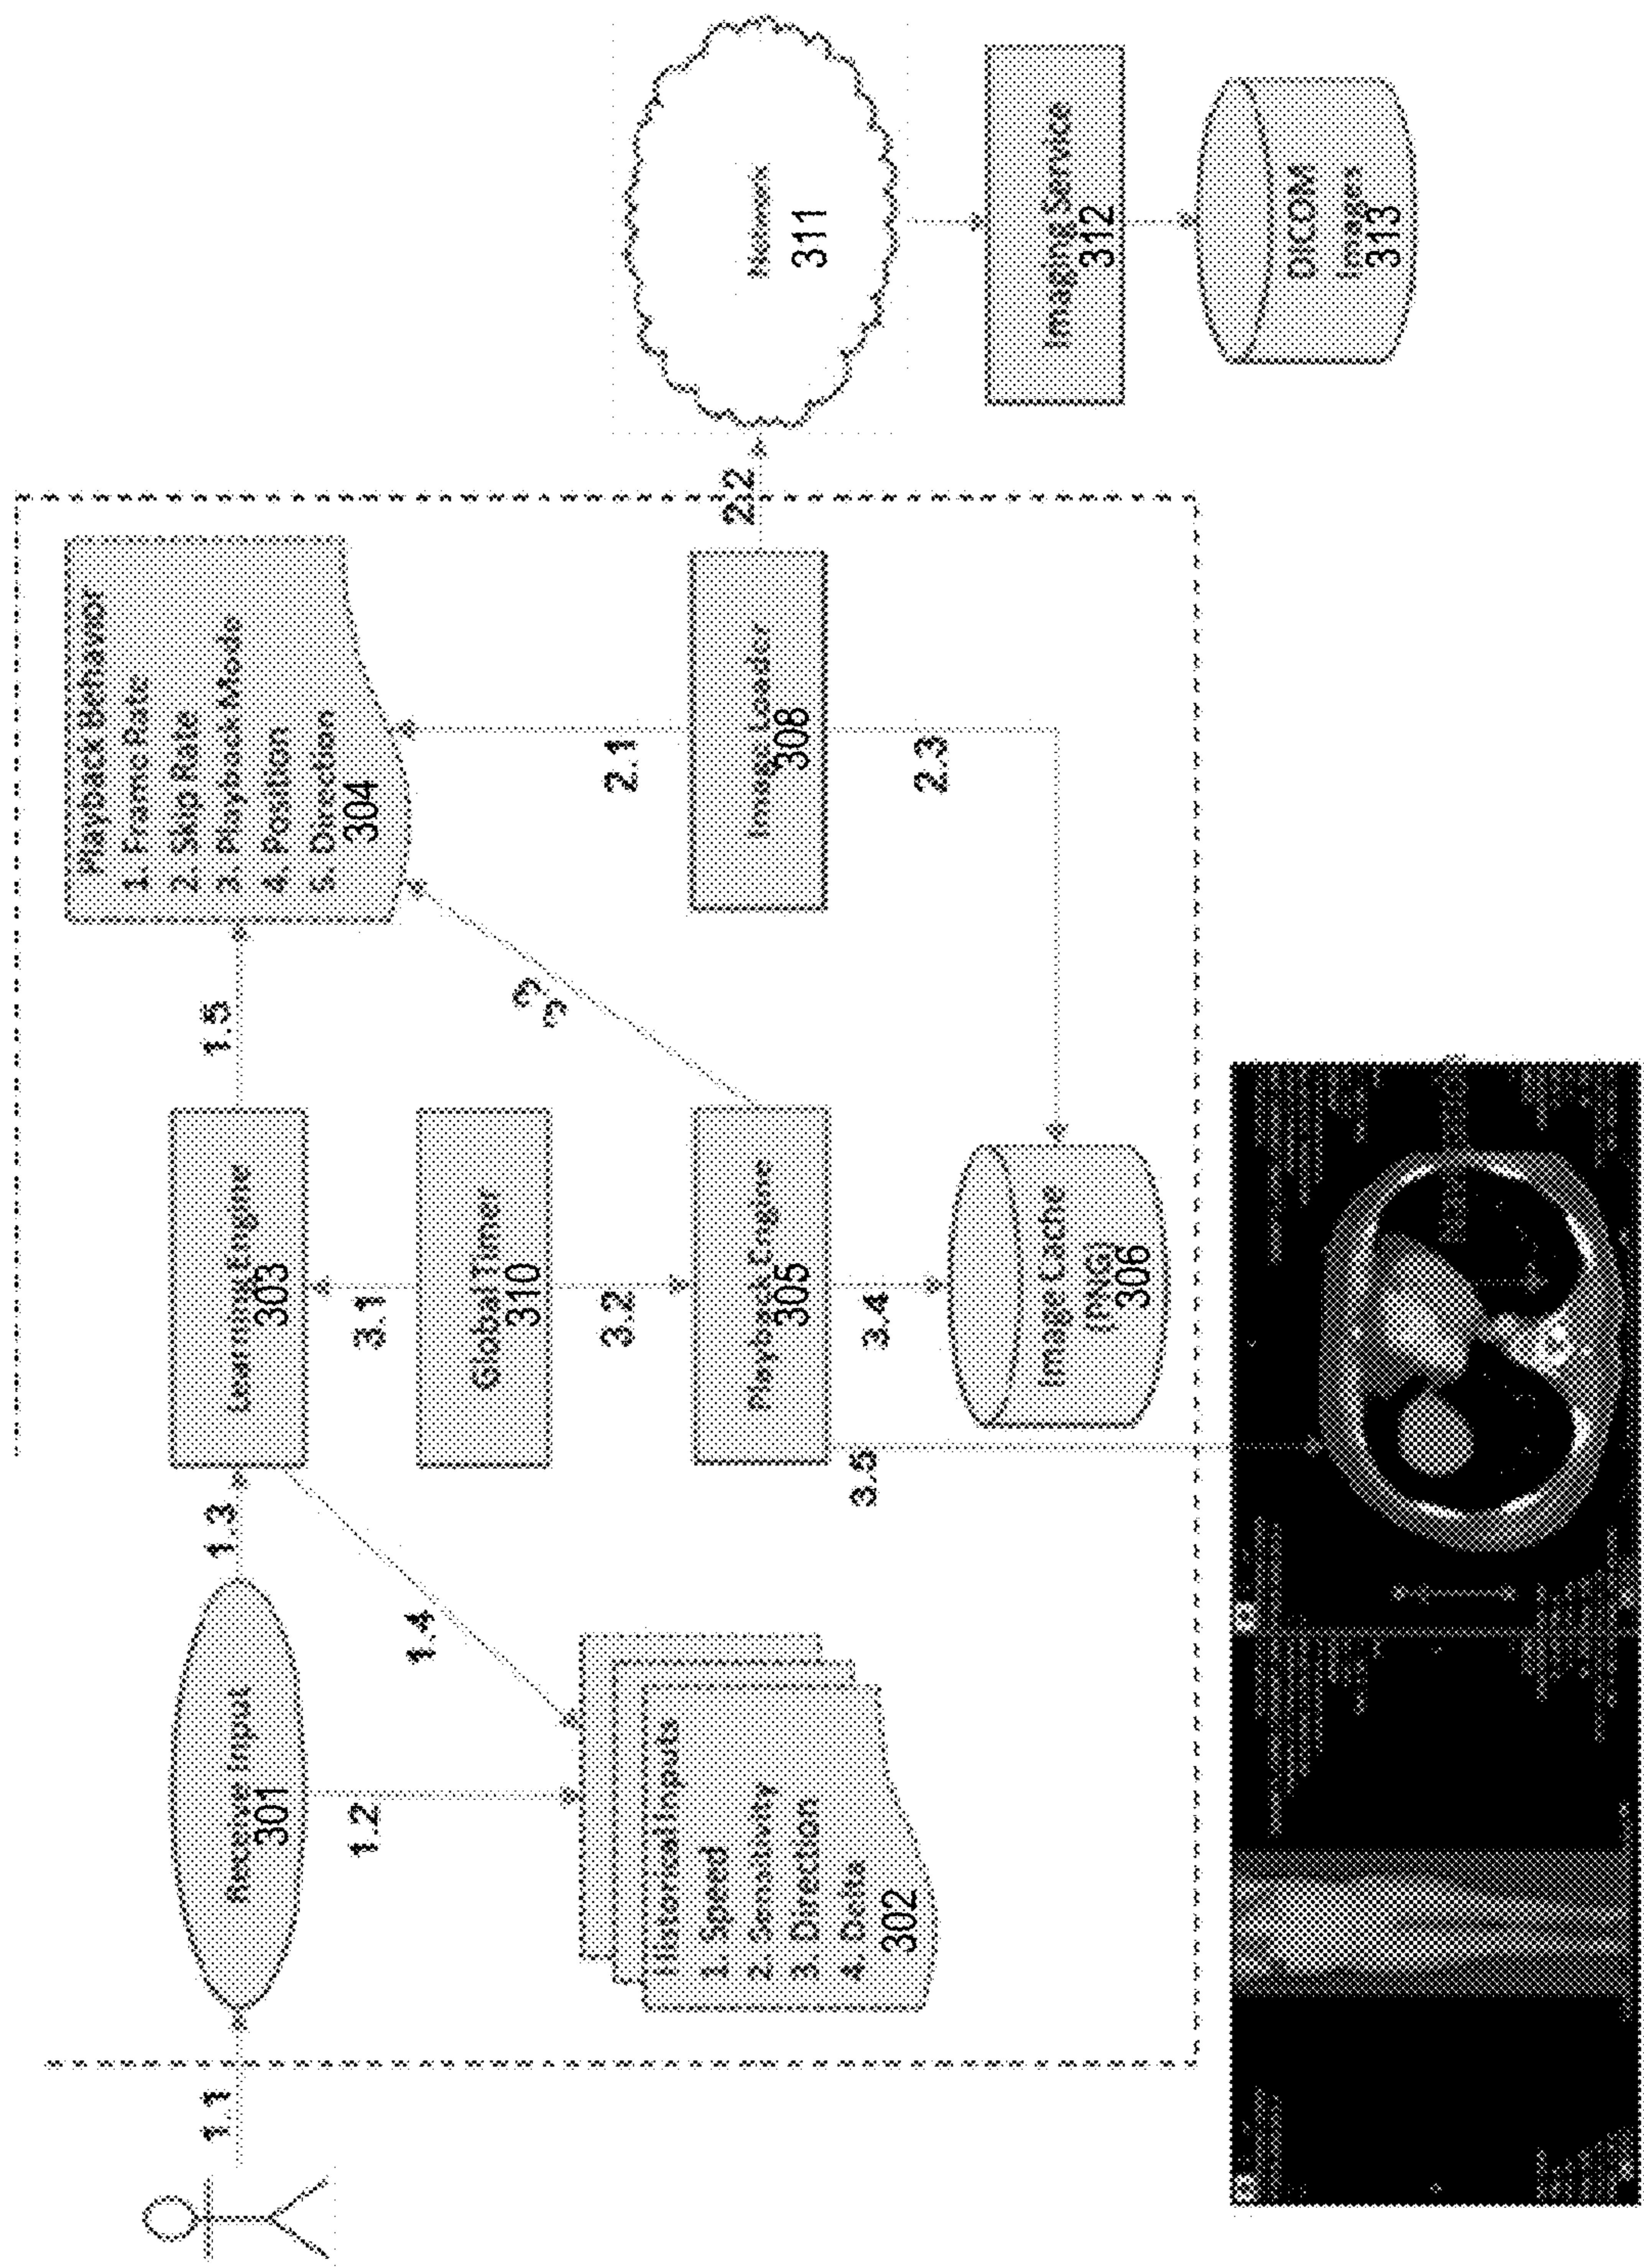 1.1
Receive Input
301
1.2
1.3
1.4
Historical Inputs
1. Speed
2. Sensitivity
3. Direction
4. Delta
302
Learning Engine
303
3.1
Global Timer
310
3.2
Playback Engine
305
3.4
3.5
Image Cache
(PNG)
306
1.5
3.3
Playback Behavior
1. Frame Rate
2. Skip Rate
3. Playback Mode
4. Position
5. Direction
304
2.1
Image Loader
308
2.3
2.2
Network
311
Imaging Service
312
DICOM
Images
313